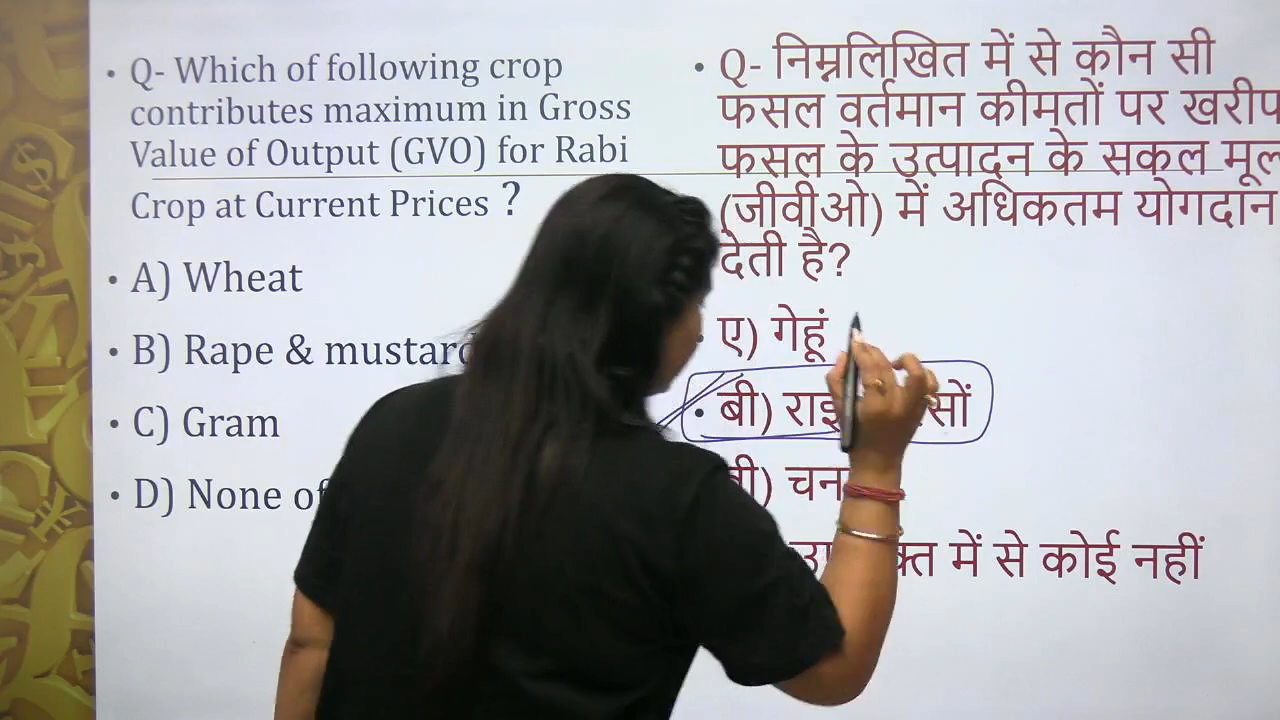 Q- Which of following crop
contributes maximum in Gross
Value of Output (GVO) for Rabi
Crop at Current Prices ?
A) Wheat
B) Rape & mustard
C) Gram
D) None of
Q- निम्नलिखित में से कौन सी
फसल वर्तमान कीमतों पर खरीफ
फसल के उत्पादन के सकल
(जीवीओ) में अधिकतम योगदान
देती है?
ए) गेहूं
बी)
में से कोई नहीं